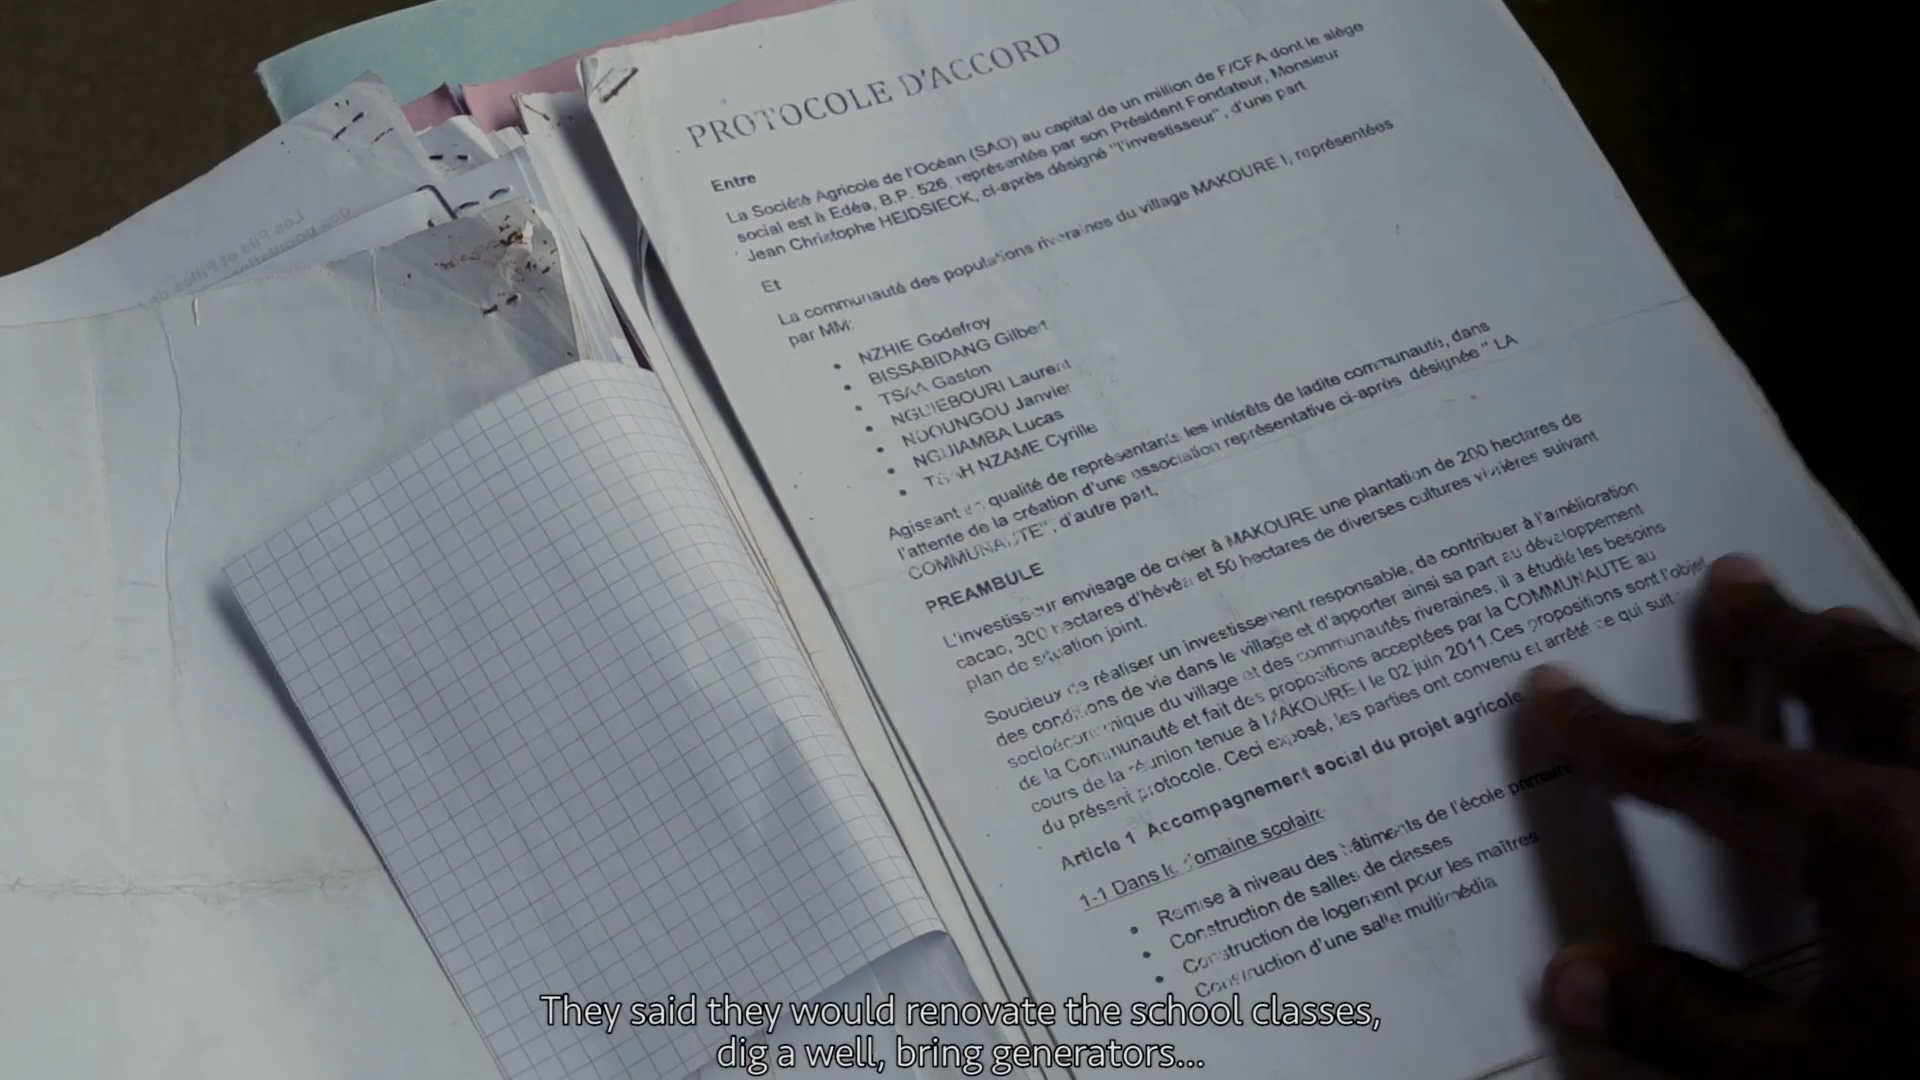 PROTOCOLE D'ACCORD
Entre
La Société Agricole de l'Océan (SAO) au capital de un million de F/CFA dont le siège
social est à Edéa, B.P. 526, représentée par son Président Fondateur, Monsieur
Jean Christophe HEIDSIECK, ci-après désigné "l'investisseur", d'une part
Et
La communauté des populations riveraines du village MAKOURE I, représentées
par MM:
• NZHIE Godefroy
• BISSABIDANG Gilbert
• TSAA Gaston
• NGUIEBOURI Laurent
• NDOUNGOU Janvier
• NGUIAMBA Lucas
• NZAME Cyrille
Agissant en qualité de représentants les intérêts de ladite communauté, dans
l'attente de la création d'une association représentative ci-après désignée " LA
COMMUNAUTE", d'autre part,
PREAMBULE
L'investisseur envisage de créer à MAKOURE une plantation de 200 hectares de
cacao, 300 hectares d'hévéa et 50 hectares de diverses cultures vivrières suivant
plan de situation joint.
Soucieux de réaliser un investissement responsable, de contribuer à l'amélioration
des conditions de vie dans le village et d'apporter ainsi sa part au développement
socioéconomique du village et des communautés riveraines, il a étudié les besoins
de la Communauté et fait des propositions acceptées par la COMMUNAUTE au
cours de la réunion tenue à MAKOURE I le 02 juin 2011.Ces propositions sont l'objet
du présent protocole. Ceci exposé, les parties ont convenu et arrêté ce qui suit
Article 1 Accompagnement social du projet agricole
1-1 Dans le domaine scolaire
• Remise à niveau des bâtiments de l'école primaire
• Construction de salles de classes
• Construction de logement pour les maîtres
Construction d'une salle multimédia
They said they would renovate the school classes,
dig a well, bring generators...